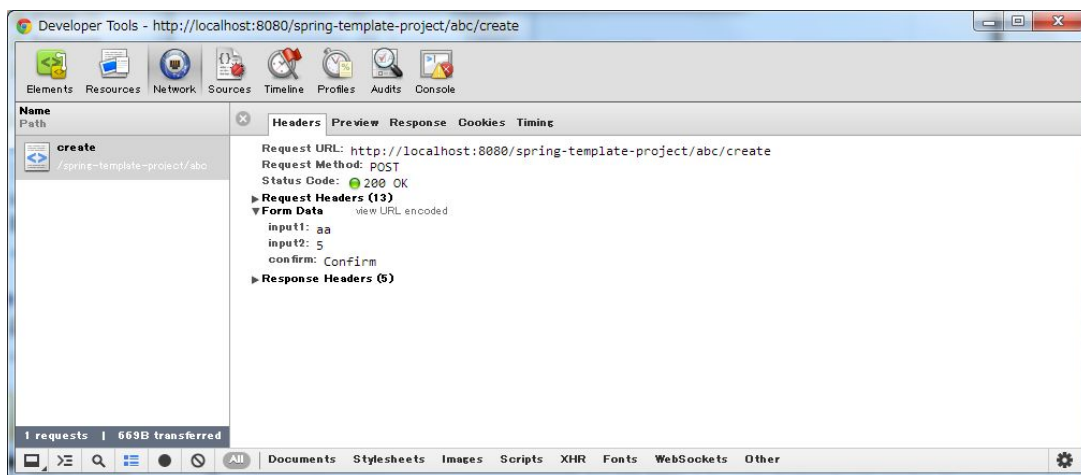 Developer Tools - http://localhost:8080/spring-template-project/abc/create
Elements Resources Network Sources Timeline Profiles Audits Console
Name
Path
Headers Preview Response Cookies Timing
create
/spring-template-project/abc
Request URL: http://localhost:8080/spring-template-project/abc/create
Request Method: POST
Status Code: 200 OK
▶Request Headers (13)
▼Form Data view URL encoded
input1: aa
input2: 5
confirm: Confirm
▶Response Headers (5)
1 requests | 669B transferred
All Documents Stylesheets Images Scripts XHR Fonts WebSockets Other